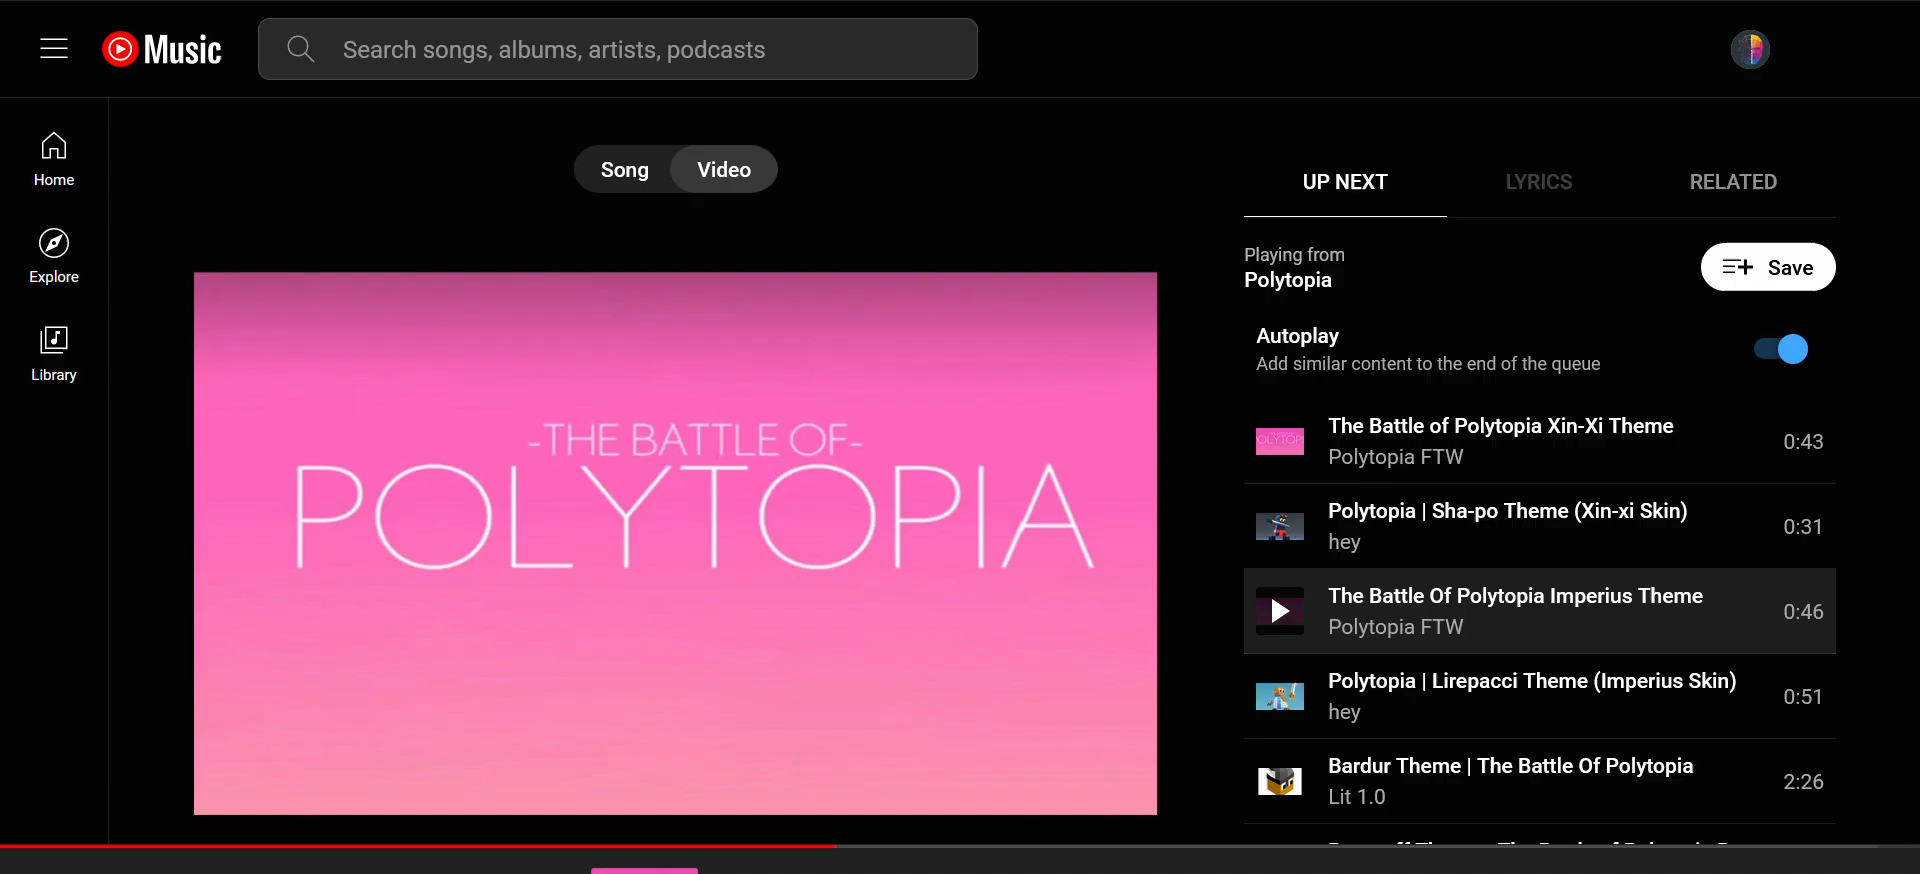 Music
Search songs, albums, artists, podcasts
Home
Explore
Library
Song
Video
-THE BATTLE OF-
POLYTOPIA
UP NEXT
LYRICS
RELATED
Playing from
Polytopia
Save
Autoplay
Add similar content to the end of the queue
The Battle of Polytopia Xin-Xi Theme
Polytopia FTW
0:43
Polytopia | Sha-po Theme (Xin-xi Skin)
hey
0:31
The Battle Of Polytopia Imperius Theme
Polytopia FTW
0:46
Polytopia | Lirepacci Theme (Imperius Skin)
hey
0:51
Bardur Theme | The Battle Of Polytopia
Lit 1.0
2:26